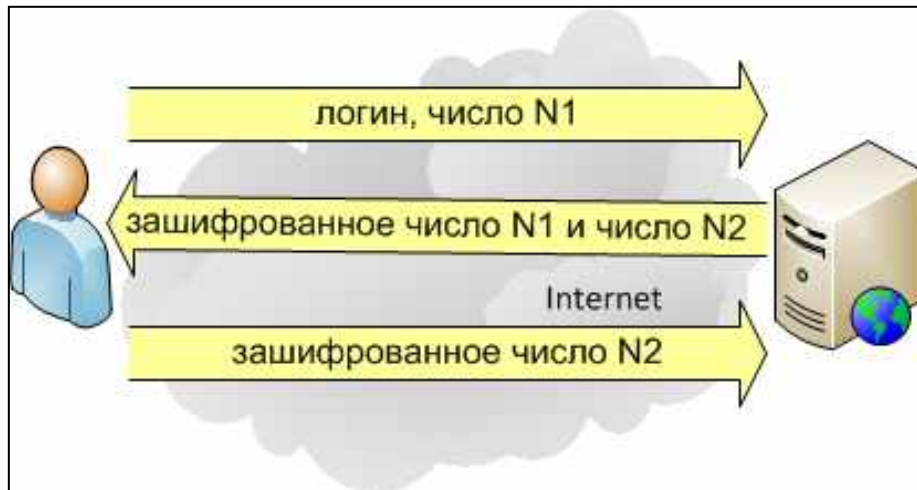 логин, число N1
зашифрованное число N1 и число N2
Internet
зашифрованное число N2